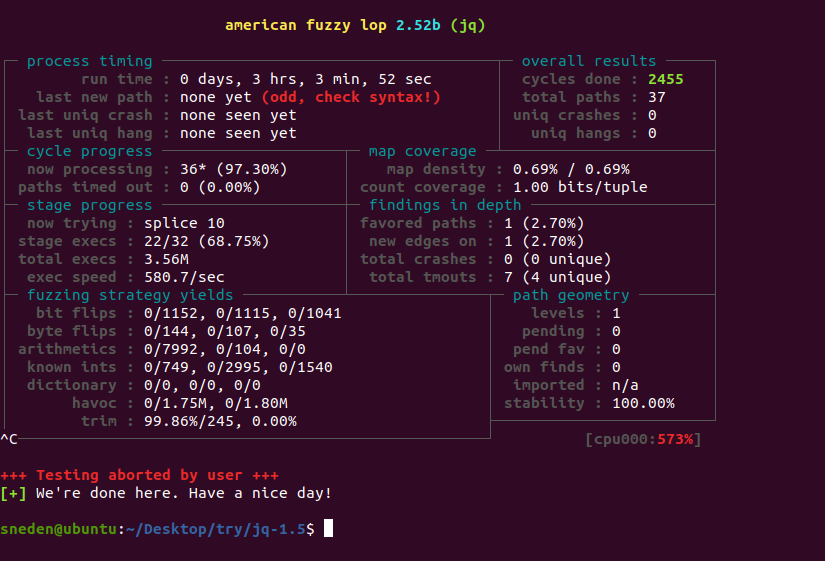 american fuzzy lop 2.52b (jq)
process timing overall results
run time : 0 days, 3 hrs, 3 min, 52 sec cycles done : 2455
last new path : none yet (odd, check syntax!) total paths : 37
last uniq crash : none seen yet uniq crashes : 0
last uniq hang : none seen yet uniq hangs : 0
cycle progress map coverage
now processing : 36* (97.30%) map density : 0.69% / 0.69%
paths timed out : 0 (0.00%) count coverage : 1.00 bits/tuple
stage progress findings in depth
now trying : splice 10 favored paths : 1 (2.70%)
stage execs : 22/32 (68.75%) new edges on : 1 (2.70%)
total execs : 3.56M total crashes : 0 (0 unique)
exec speed : 580.7/sec total tmouts : 7 (4 unique)
fuzzing strategy yields path geometry
bit flips : 0/1152, 0/1115, 0/1041 levels : 1
byte flips : 0/144, 0/107, 0/35 pending : 0
arithmetics : 0/7992, 0/104, 0/0 pend fav : 0
known ints : 0/749, 0/2995, 0/1540 own finds : 0
dictionary : 0/0, 0/0, 0/0 imported : n/a
havoc : 0/1.75M, 0/1.80M stability : 100.00%
trim : 99.86%/245, 0.00%
^C [cpu000:573%]
+++ Testing aborted by user +++
[+] We're done here. Have a nice day!
sneden@ubuntu:~/Desktop/try/jq-1.5$